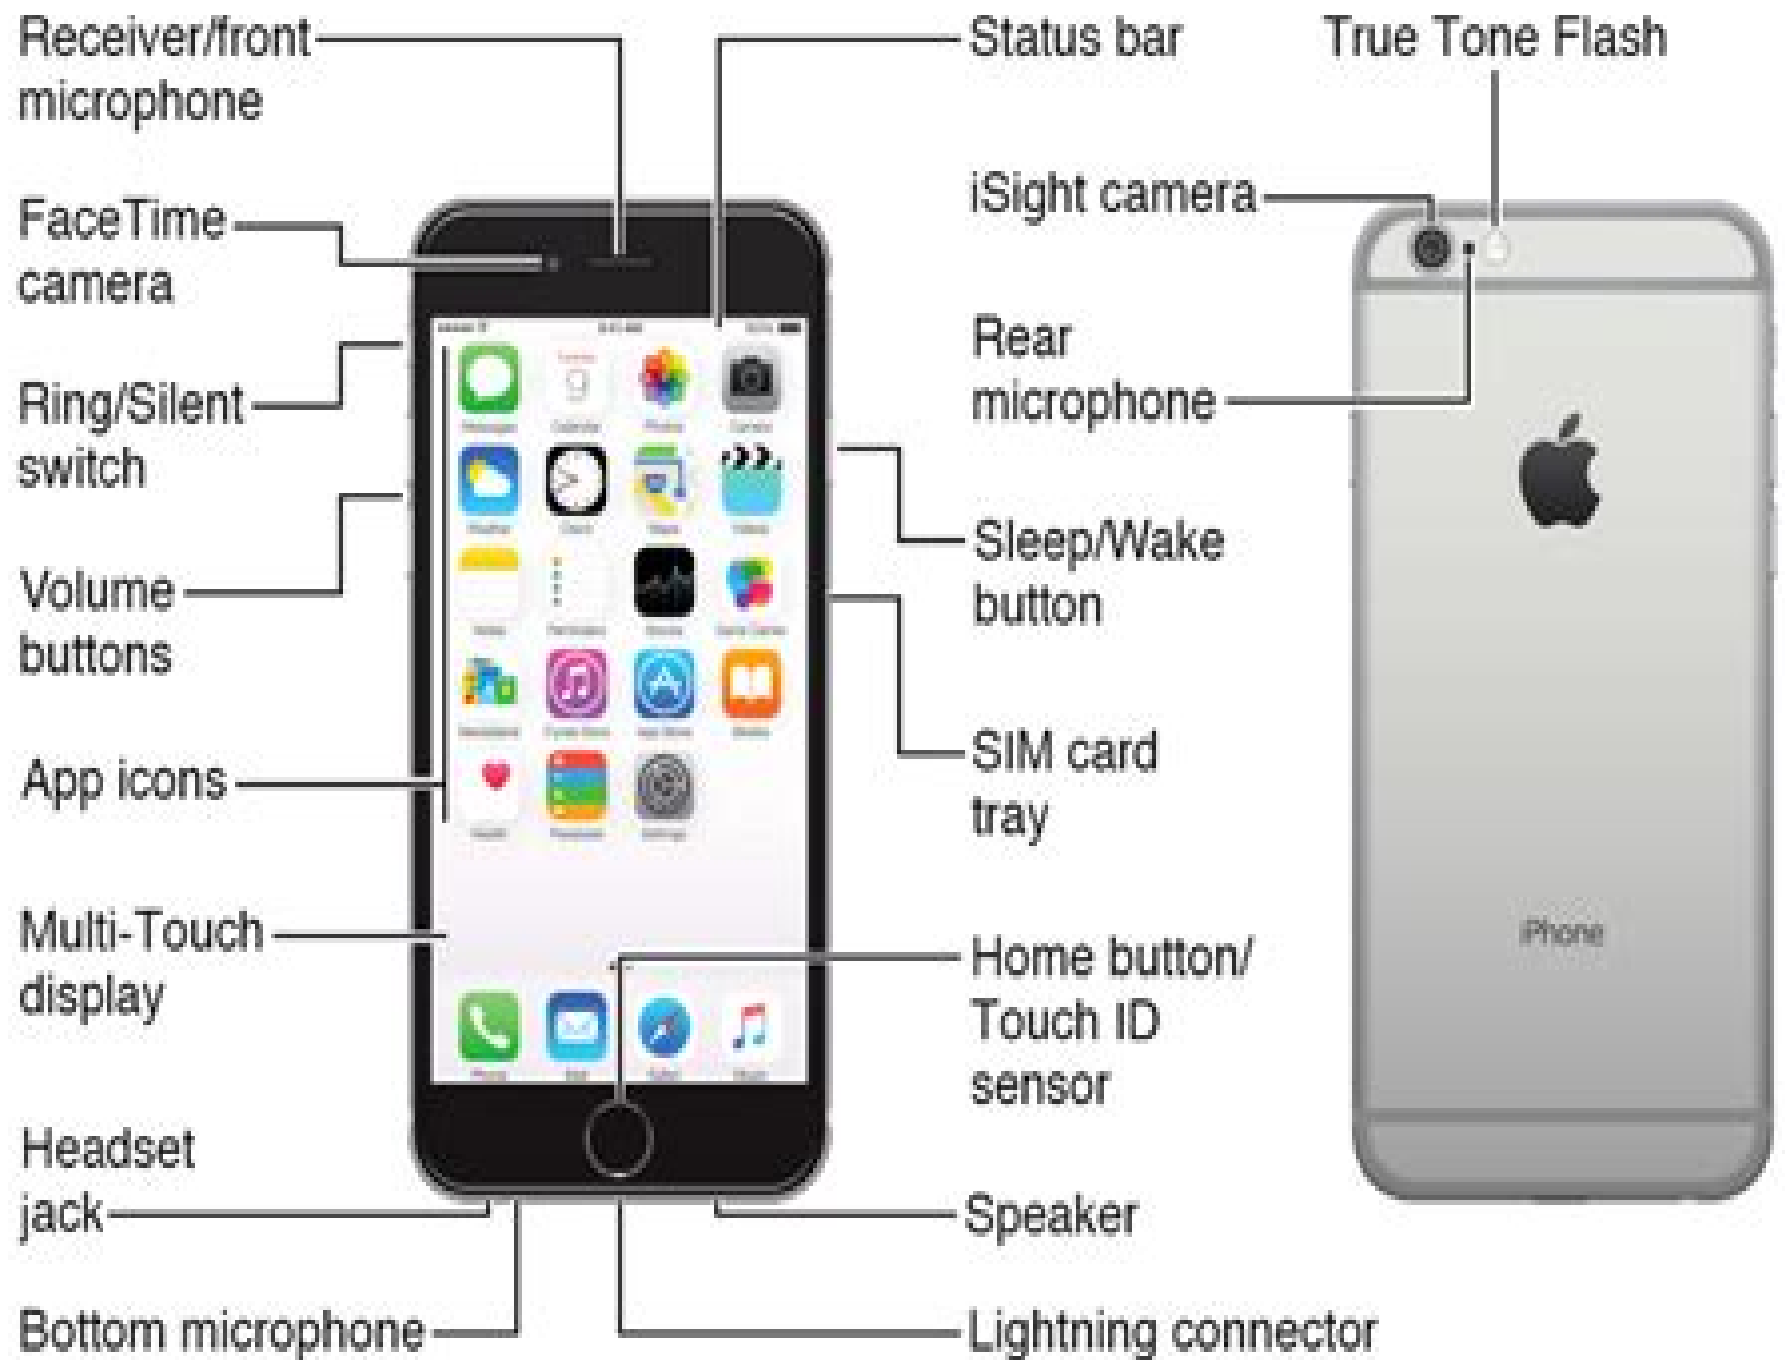 Receiver/front
microphone
FaceTime
camera
Ring/Silent
switch
Volume
buttons
App icons
Multi-Touch
display
Headset
jack
Bottom microphone
Status bar
True Tone Flash
iSight camera
Rear
microphone
Sleep/Wake
button
SIM card
tray
Home button/
Touch ID
sensor
Speaker
Lightning connector
9
iPhone